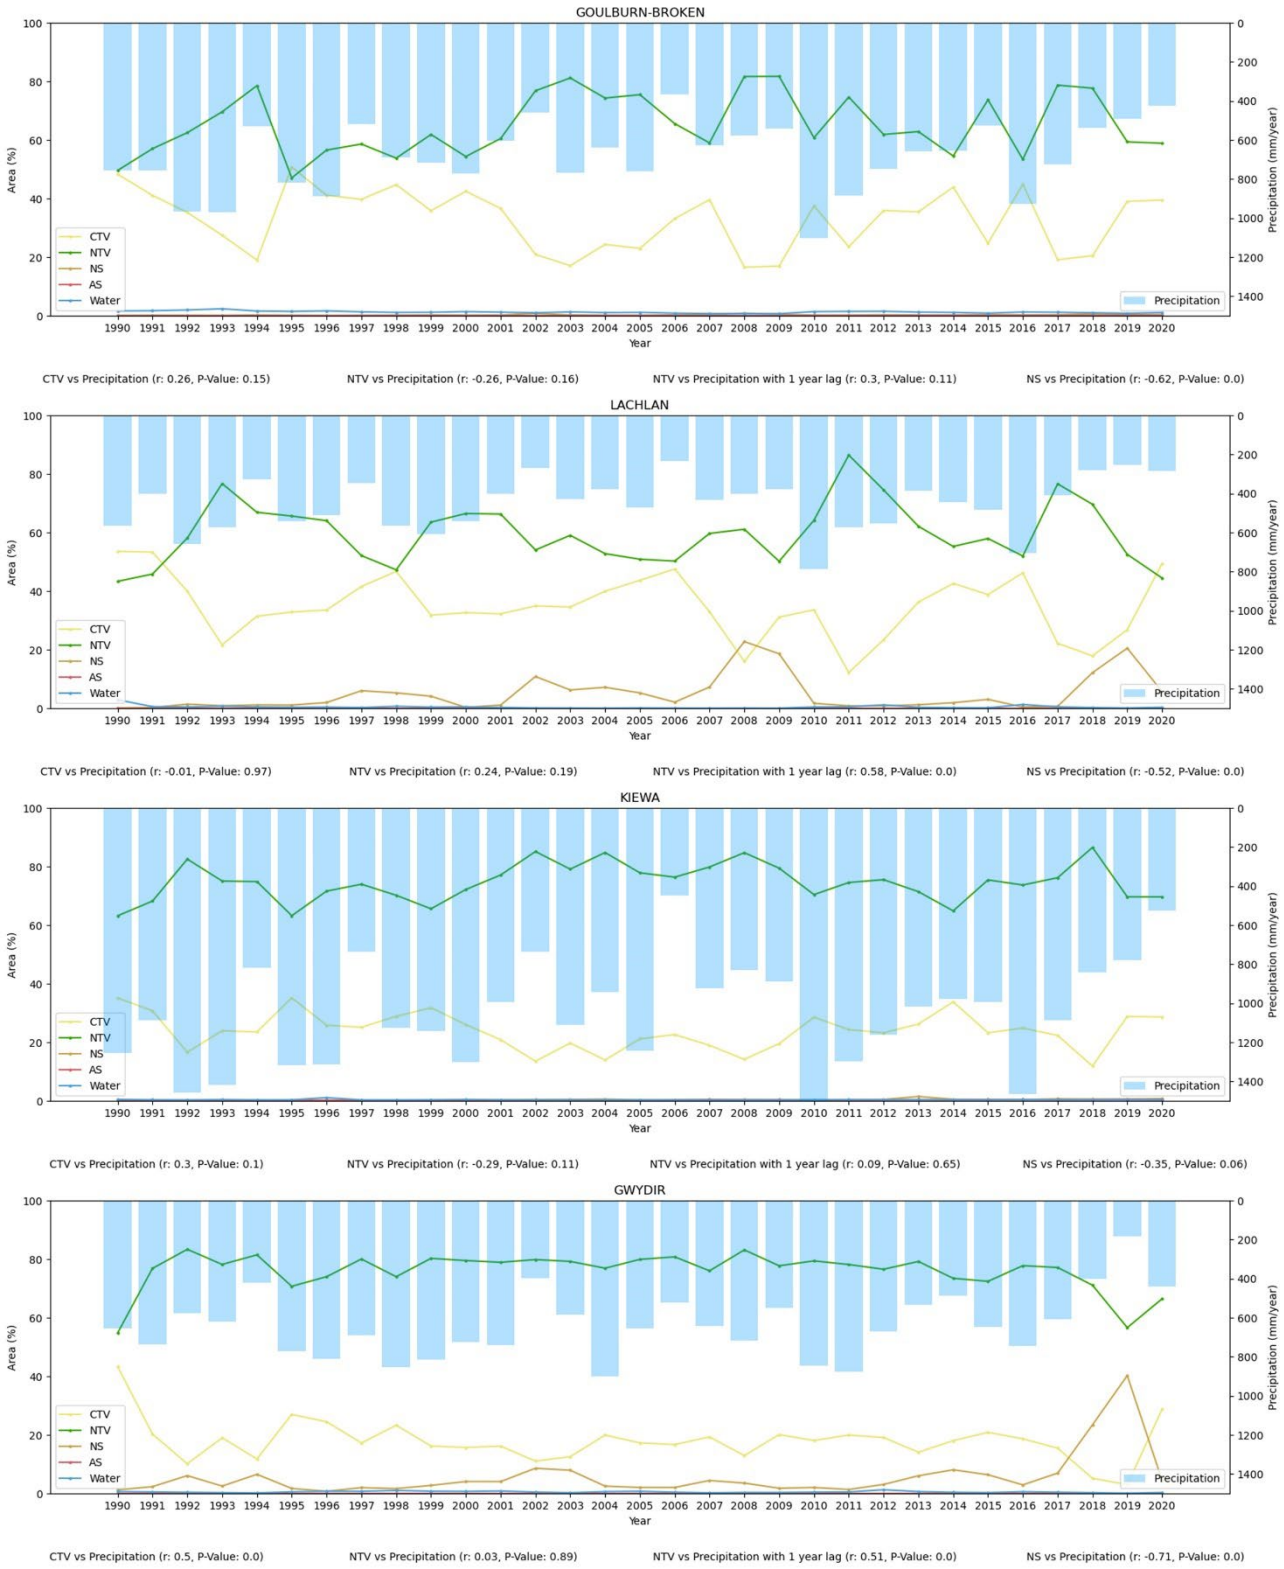 GOULBURN-BROKEN
100 80 60 40 20 0
Area (%)
0 200 400 600 800 1000 1200 1400
Precipitation (mm/year)
CTV
NTV
NS
AS
Water
Precipitation
1990 1991 1992 1993 1994 1995 1996 1997 1998 1999 2000 2001 2002 2003 2004 2005 2006 2007 2008 2009 2010 2011 2012 2013 2014 2015 2016 2017 2018 2019 2020
Year
CTV vs Precipitation (r: 0.26, P-Value: 0.15) NTV vs Precipitation (r: -0.26, P-Value: 0.16) NTV vs Precipitation with 1 year lag (r: 0.3, P-Value: 0.11) NS vs Precipitation (r: -0.62, P-Value: 0.0)
LACHLAN
100 80 60 40 20 0
Area (%)
0 200 400 600 800 1000 1200 1400
Precipitation (mm/year)
CTV
NTV
NS
AS
Water
Precipitation
1990 1991 1992 1993 1994 1995 1996 1997 1998 1999 2000 2001 2002 2003 2004 2005 2006 2007 2008 2009 2010 2011 2012 2013 2014 2015 2016 2017 2018 2019 2020
Year
CTV vs Precipitation (r: -0.01, P-Value: 0.97) NTV vs Precipitation (r: 0.24, P-Value: 0.19) NTV vs Precipitation with 1 year lag (r: 0.58, P-Value: 0.0) NS vs Precipitation (r: -0.52, P-Value: 0.0)
KIEWA
100 80 60 40 20 0
Area (%)
0 200 400 600 800 1000 1200 1400
Precipitation (mm/year)
CTV
NTV
NS
AS
Water
Precipitation
1990 1991 1992 1993 1994 1995 1996 1997 1998 1999 2000 2001 2002 2003 2004 2005 2006 2007 2008 2009 2010 2011 2012 2013 2014 2015 2016 2017 2018 2019 2020
Year
CTV vs Precipitation (r: 0.3, P-Value: 0.1) NTV vs Precipitation (r: -0.29, P-Value: 0.11) NTV vs Precipitation with 1 year lag (r: 0.09, P-Value: 0.65) NS vs Precipitation (r: -0.35, P-Value: 0.06)
GWYDIR
100 80 60 40 20 0
Area (%)
0 200 400 600 800 1000 1200 1400
Precipitation (mm/year)
CTV
NTV
NS
AS
Water
Precipitation
1990 1991 1992 1993 1994 1995 1996 1997 1998 1999 2000 2001 2002 2003 2004 2005 2006 2007 2008 2009 2010 2011 2012 2013 2014 2015 2016 2017 2018 2019 2020
Year
CTV vs Precipitation (r: 0.5, P-Value: 0.0) NTV vs Precipitation (r: 0.03, P-Value: 0.89) NTV vs Precipitation with 1 year lag (r: 0.51, P-Value: 0.0) NS vs Precipitation (r: -0.71, P-Value: 0.0)